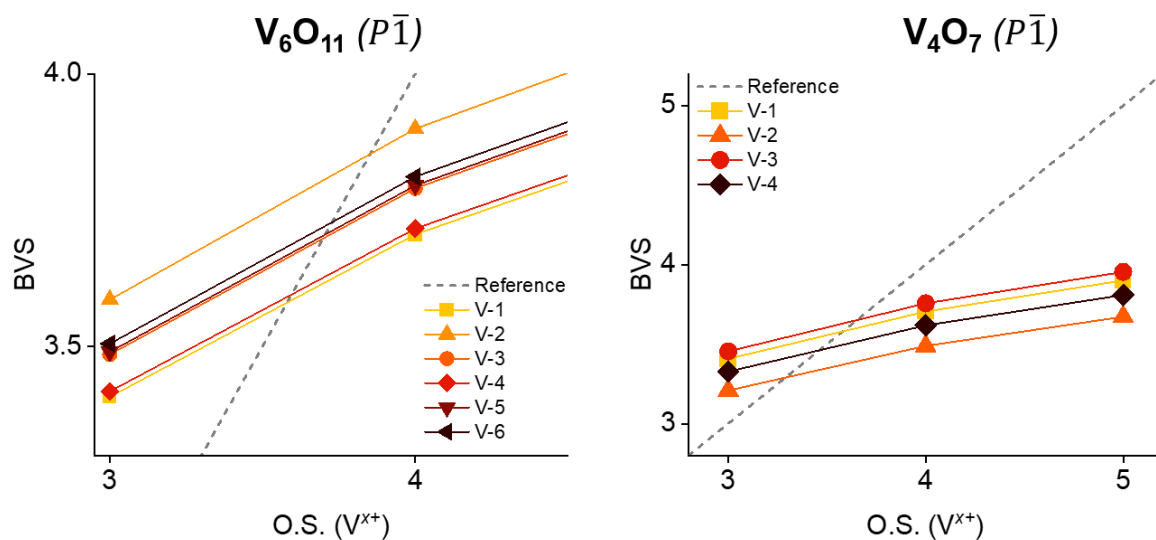 V₆O₁₁ (P1̅)
4.0
3.5
BVS
Reference
V-1
V-2
V-3
V-4
V-5
V-6
3
4
O.S. (Vˣ⁺)
V₄O₇ (P1̅)
Reference
V-1
V-2
V-3
V-4
5
4
3
BVS
3
4
5
O.S. (Vˣ⁺)